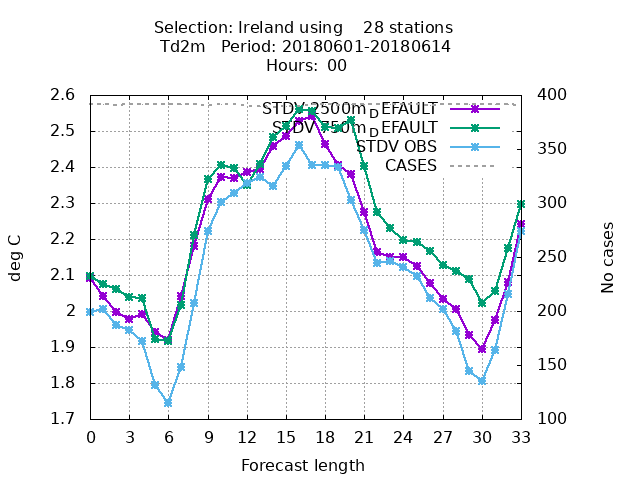 Selection: Ireland using    28 stations
Td2m   Period: 20180601-20180614
Hours:  00
2.6
2.5
2.4
2.3
2.2
2.1
2
1.9
1.8
1.7
deg C
STDV 2500m_DEFAULT
STDV 750m_DEFAULT
STDV OBS
CASES
400
350
300
250
200
150
100
No cases
0 3 6 9 12 15 18 21 24 27 30 33
Forecast length